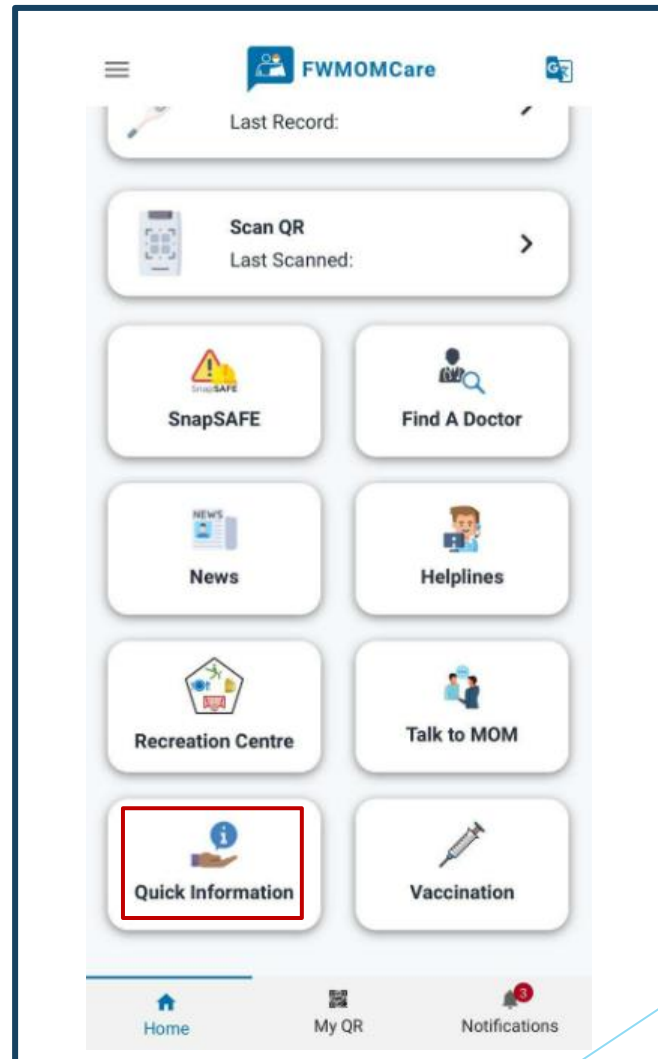 FWMOMCare
Last Record:
Scan QR
Last Scanned:
SnapSAFE
SnapSAFE
Find A Doctor
NEWS
News
Helplines
Recreation Centre
Talk to MOM
Quick Information
Vaccination
3
Home
My QR
Notifications